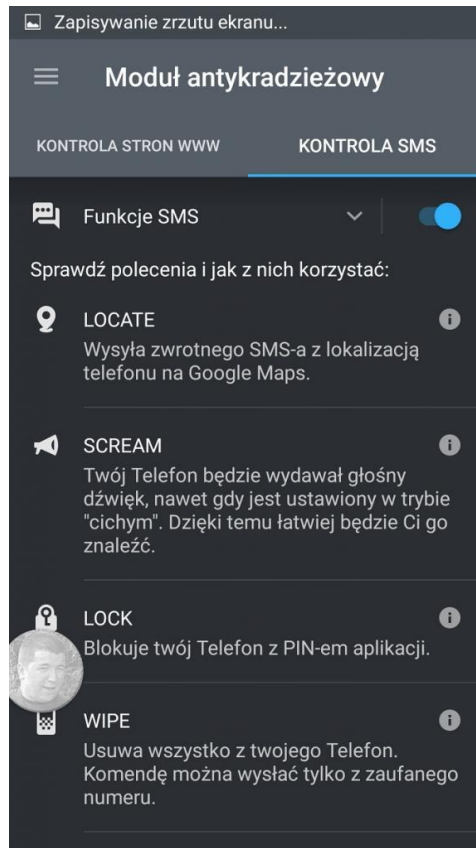 Zapisywanie zrzutu ekranu...
Moduł antykradzieżowy
KONTROLA STRON WWW
KONTROLA SMS
Funkcje SMS
Sprawdź polecenia i jak z nich korzystać:
LOCATE
Wysyła zwrotnego SMS-a z lokalizacją
telefonu na Google Maps.
SCREAM
Twój Telefon będzie wydawał głośny
dźwięk, nawet gdy jest ustawiony w trybie
"cichym". Dzięki temu łatwiej będzie Ci go
znaleźć.
LOCK
Blokuje twój Telefon z PIN-em aplikacji.
WIPE
Usuwa wszystko z twojego Telefon.
Komendę można wysłać tylko z zaufanego
numeru.